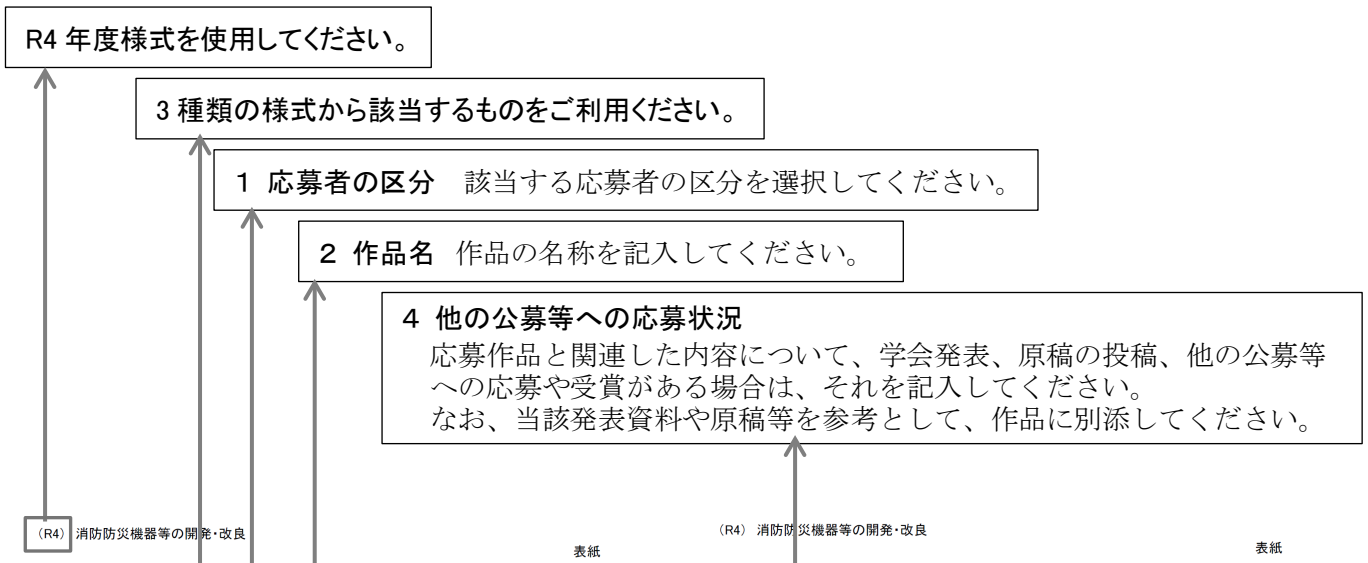 R4 年度様式を使用してください。
3 種類の様式から該当するものをご利用ください。
1 応募者の区分 該当する応募者の区分を選択してください。
2 作品名 作品の名称を記入してください。
4 他の公募等への応募状況
応募作品と関連した内容について、学会発表、原稿の投稿、他の公募等
への応募や受賞がある場合は、それを記入してください。
なお、当該発表資料や原稿等を参考として、作品に別添してください。
(R4) 消防防災機器等の開発・改良
表紙
(R4) 消防防災機器等の開発・改良
表紙